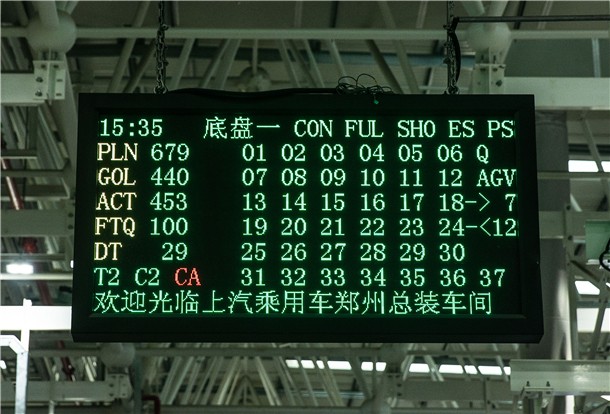 15:35 底盘一 CON FUL SHO ES PS
PLN 679 01 02 03 04 05 06 Q
GOL 440 07 08 09 10 11 12 AGV
ACT 453 13 14 15 16 17 18-> 7
FTQ 100 19 20 21 22 23 24-<12
DT 29 25 26 27 28 29 30
T2 C2 CA 31 32 33 34 35 36 37
欢迎光临上汽乘用车郑州总装车间